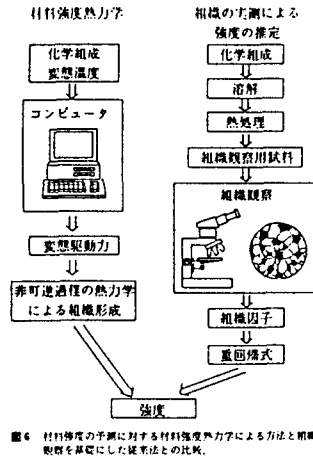 材料強度熱力学
化学組成
変態温度
コンピュータ
変態駆動力
非可逆過程の熱力学
による組織形成
組織の実測による
強度の推定
化学組成
溶解
熱処理
組織観察用試料
組織観察
組織因子
重回帰式
強度
図6 材料強度の予測に対する材料強度熱力学による方法と組織
観察を基礎にした従来法との比較.